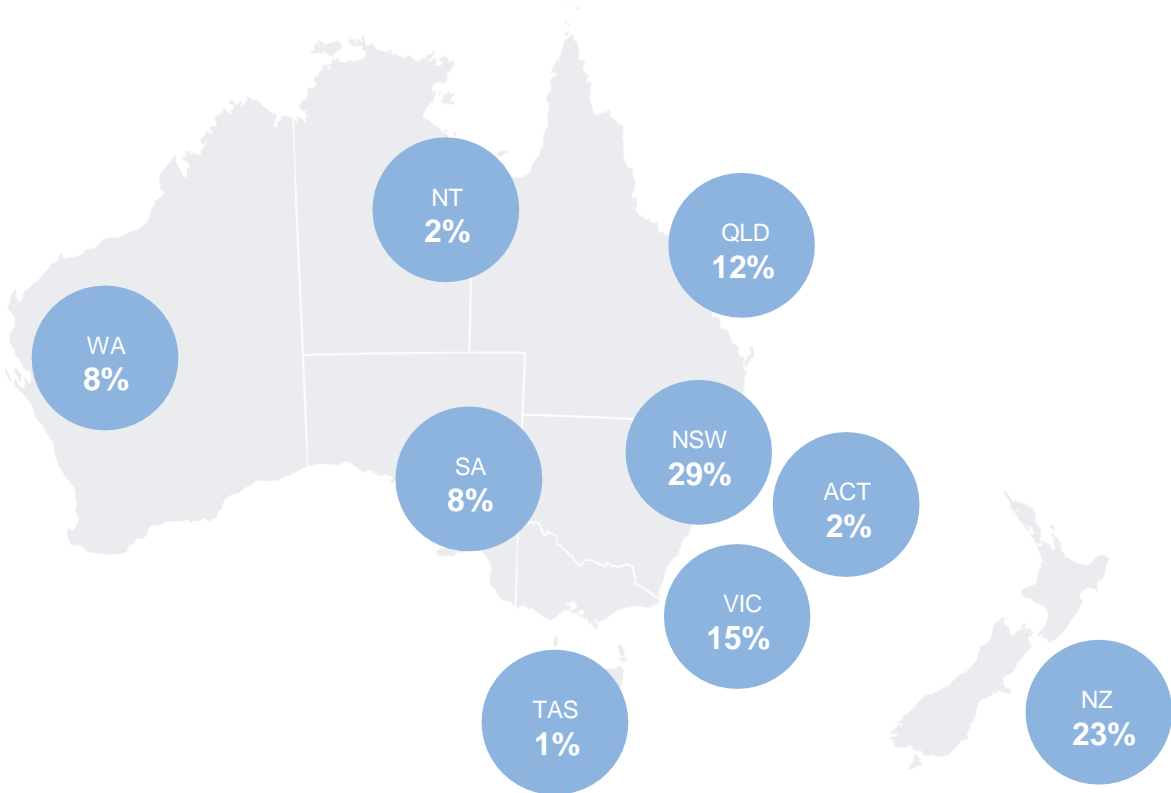 NT
2%
QLD
12%
WA
8%
NSW
29%
SA
8%
ACT
2%
VIC
15%
TAS
1%
NZ
23%